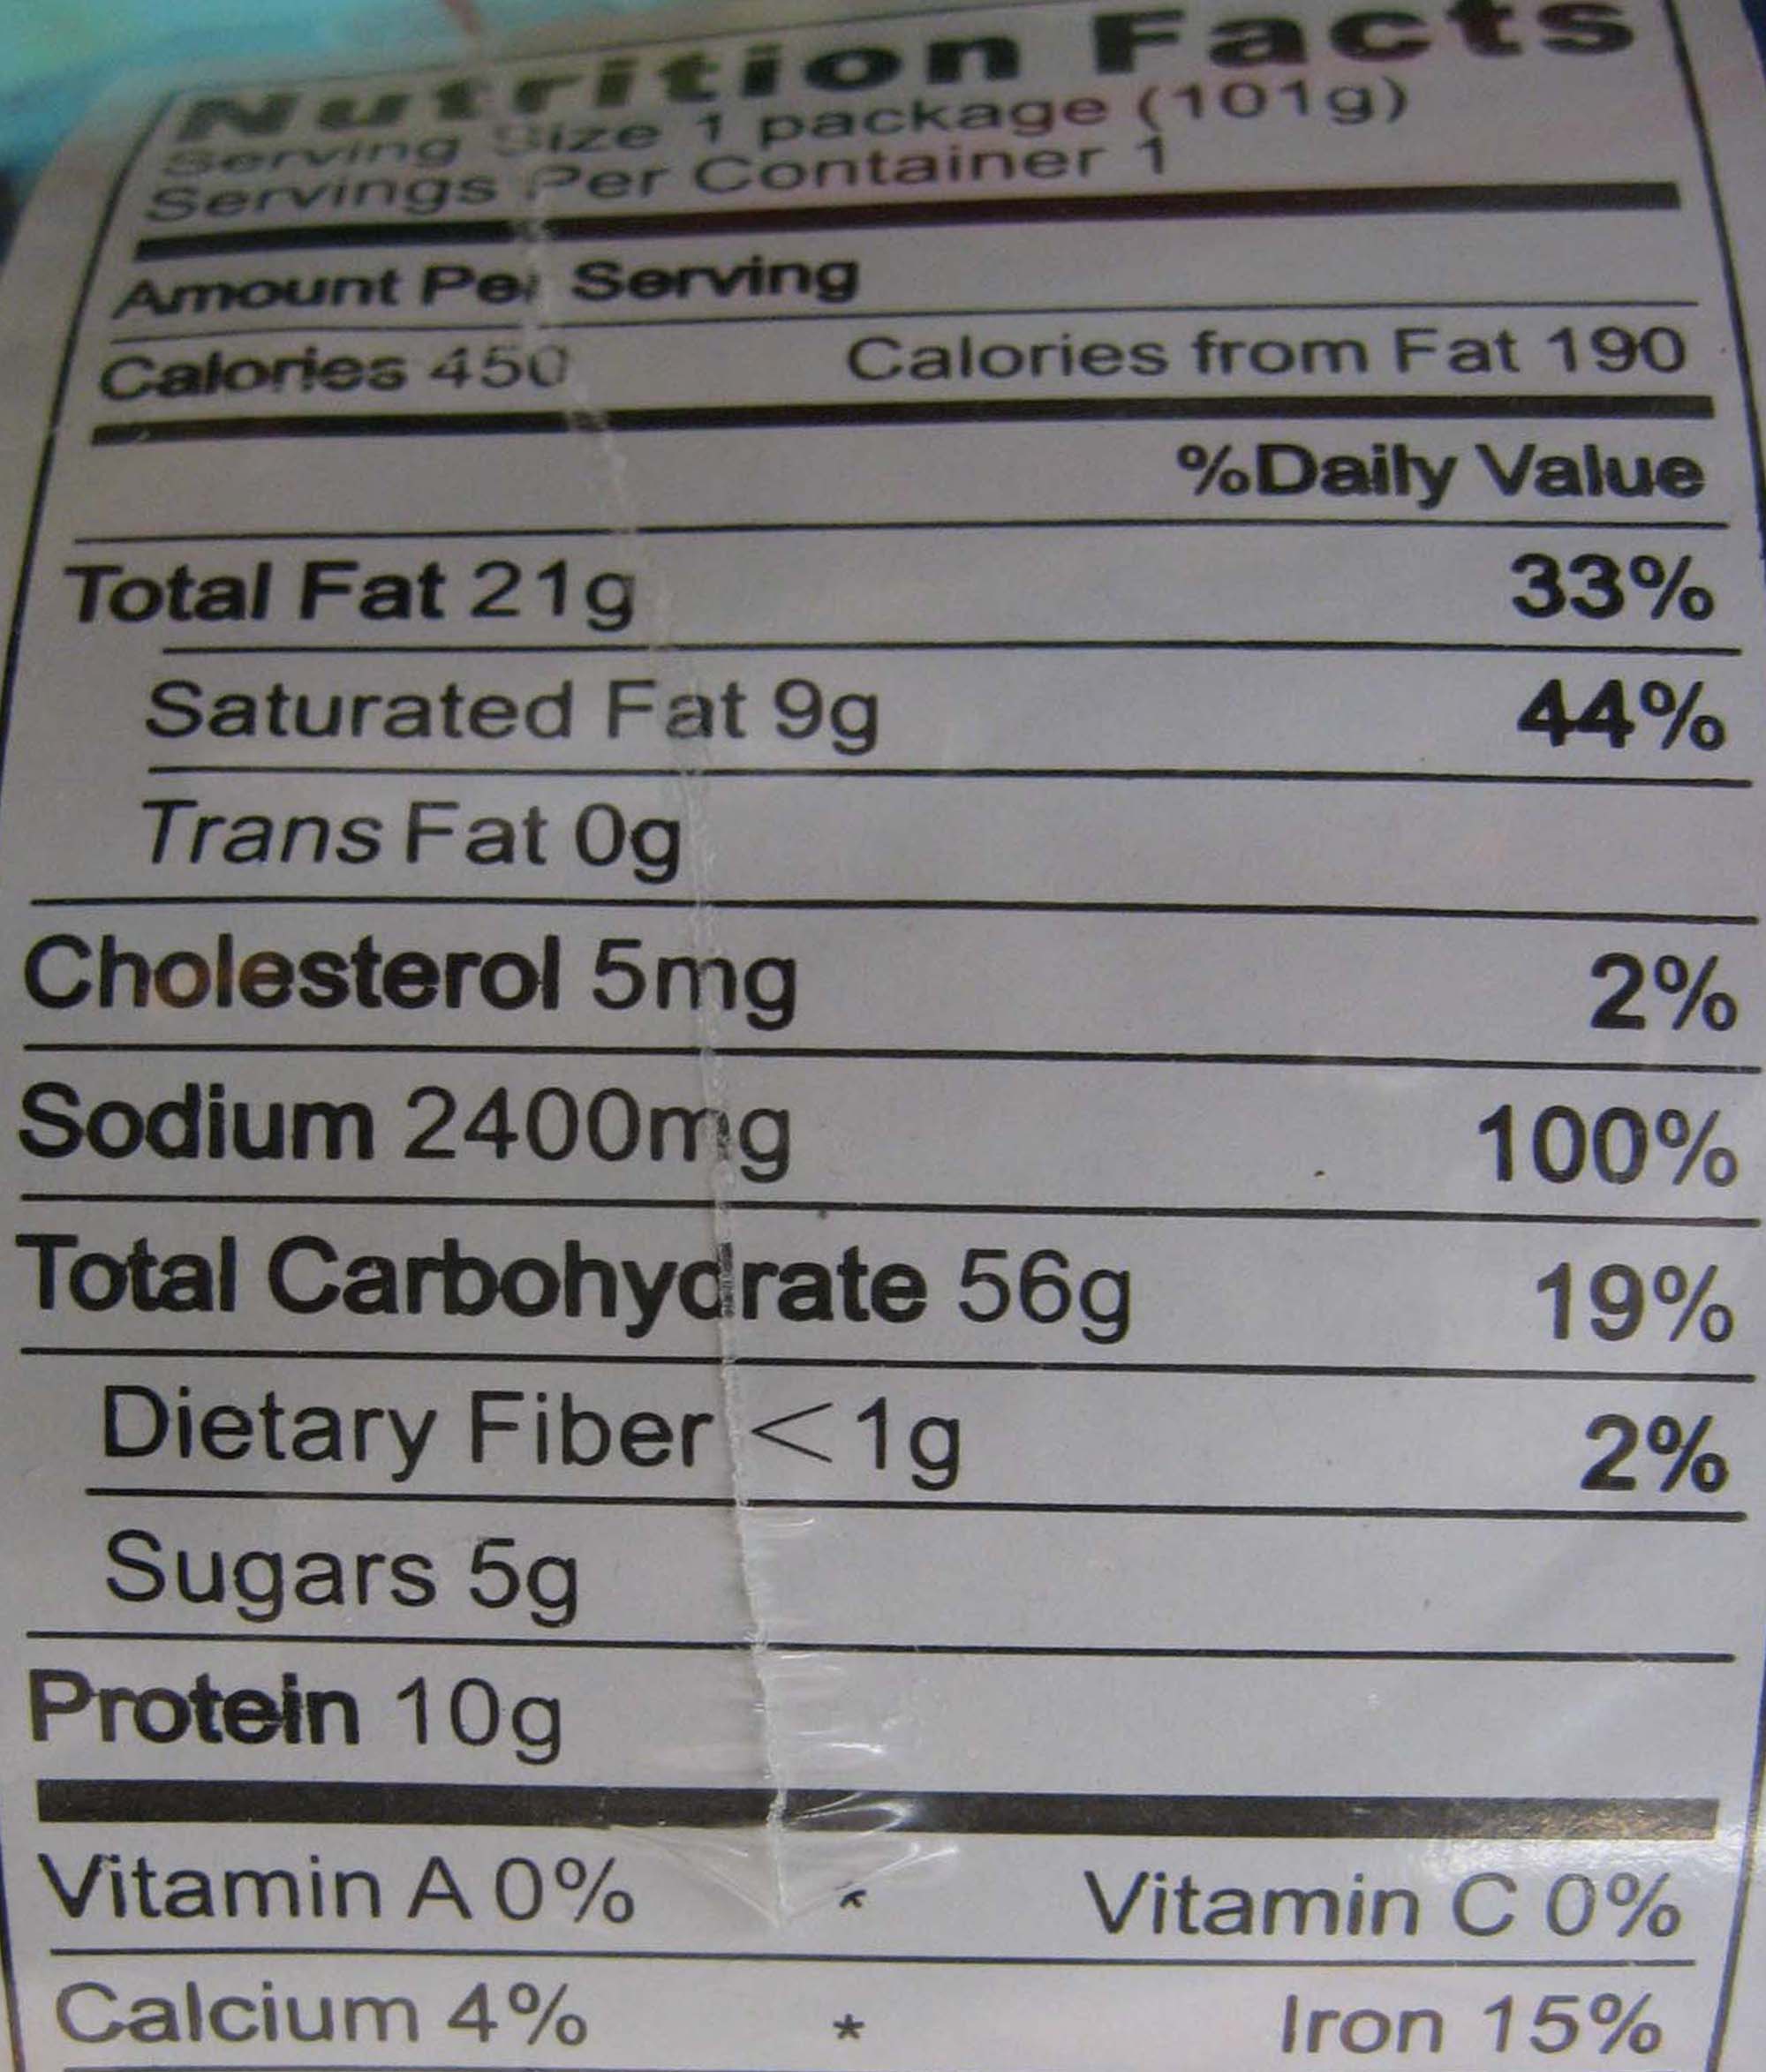 Nutrition Facts
Serving Size 1 package (101g)
Servings Per Container 1
Amount Per Serving
Calories 450 Calories from Fat 190
%Daily Value
Total Fat 21g 33%
Saturated Fat 9g 44%
Trans Fat 0g
Cholesterol 5mg 2%
Sodium 2400mg 100%
Total Carbohydrate 56g 19%
Dietary Fiber <1g 2%
Sugars 5g
Protein 10g
Vitamin A 0% * Vitamin C 0%
Calcium 4% * Iron 15%